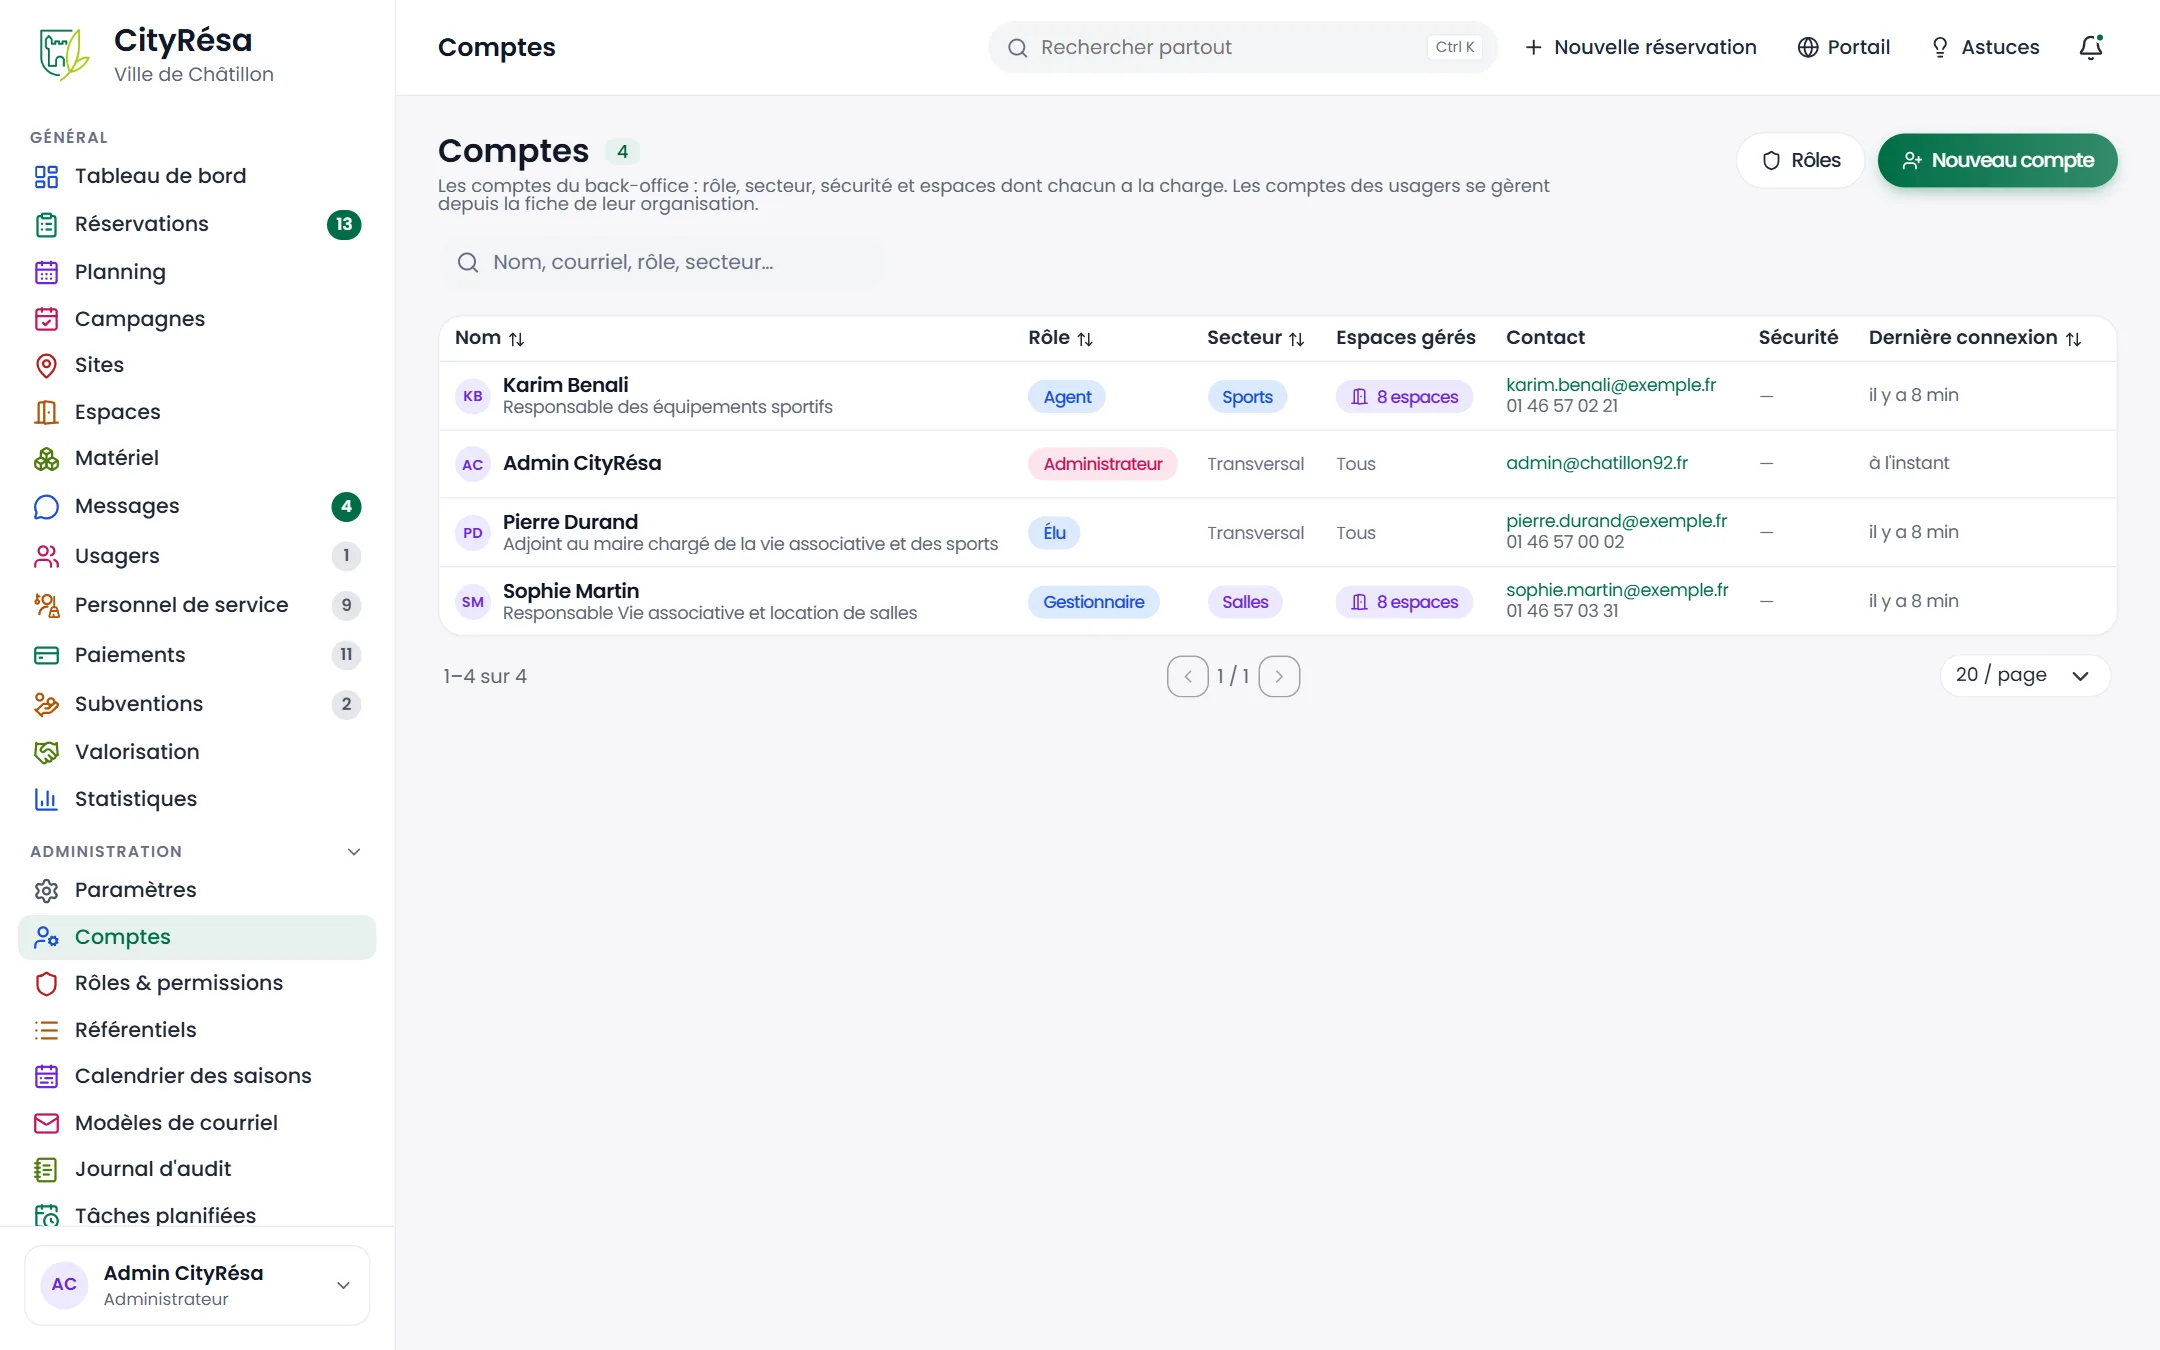 CityRésa
Ville de Châtillon
GÉNÉRAL
Tableau de bord
Réservations 13
Planning
Campagnes
Sites
Espaces
Matériel
Messages 4
Usagers 1
Personnel de service 9
Paiements 11
Subventions 2
Valorisation
Statistiques
ADMINISTRATION
Paramètres
Comptes
Rôles & permissions
Référentiels
Calendrier des saisons
Modèles de courriel
Journal d'audit
Tâches planifiées
AC
Admin CityRésa
Administrateur
Comptes
Rechercher partout Ctrl K
Nouvelle réservation
Portail
Astuces
Comptes 4
Les comptes du back-office : rôle, secteur, sécurité et espaces dont chacun a la charge. Les comptes des usagers se gèrent
depuis la fiche de leur organisation.
Rôles
Nouveau compte
Nom, courriel, rôle, secteur...
Nom Rôle Secteur Espaces gérés Contact Sécurité Dernière connexion
KB Karim Benali Agent Sports 8 espaces karim.benali@exemple.fr — il y a 8 min
Responsable des équipements sportifs 01 46 57 02 21
AC Admin CityRésa Administrateur Transversal Tous admin@chatillon92.fr — à l'instant
PD Pierre Durand Élu Transversal Tous pierre.durand@exemple.fr — il y a 8 min
Adjoint au maire chargé de la vie associative et des sports 01 46 57 00 02
SM Sophie Martin Gestionnaire Salles 8 espaces sophie.martin@exemple.fr — il y a 8 min
Responsable Vie associative et location de salles 01 46 57 03 31
1–4 sur 4
1 / 1
20 / page